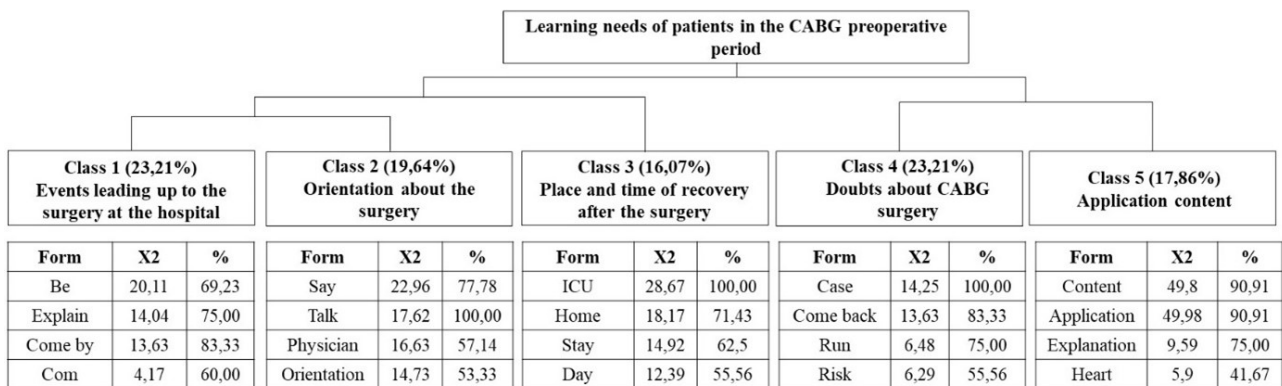 Learning needs of patients in the CABG preoperative
period
Class 1 (23,21%)
Events leading up to the
surgery at the hospital
Class 2 (19,64%)
Orientation about the
surgery
Class 3 (16,07%)
Place and time of recovery
after the surgery
Class 4 (23,21%)
Doubts about CABG
surgery
Class 5 (17,86%)
Application content
Form X2 %
Be 20,11 69,23
Explain 14,04 75,00
Come by 13,63 83,33
Com 4,17 60,00
Form X2 %
Say 22,96 77,78
Talk 17,62 100,00
Physician 16,63 57,14
Orientation 14,73 53,33
Form X2 %
ICU 28,67 100,00
Home 18,17 71,43
Stay 14,92 62,5
Day 12,39 55,56
Form X2 %
Case 14,25 100,00
Come back 13,63 83,33
Run 6,48 75,00
Risk 6,29 55,56
Form X2 %
Content 49,8 90,91
Application 49,98 90,91
Explanation 9,59 75,00
Heart 5,9 41,67